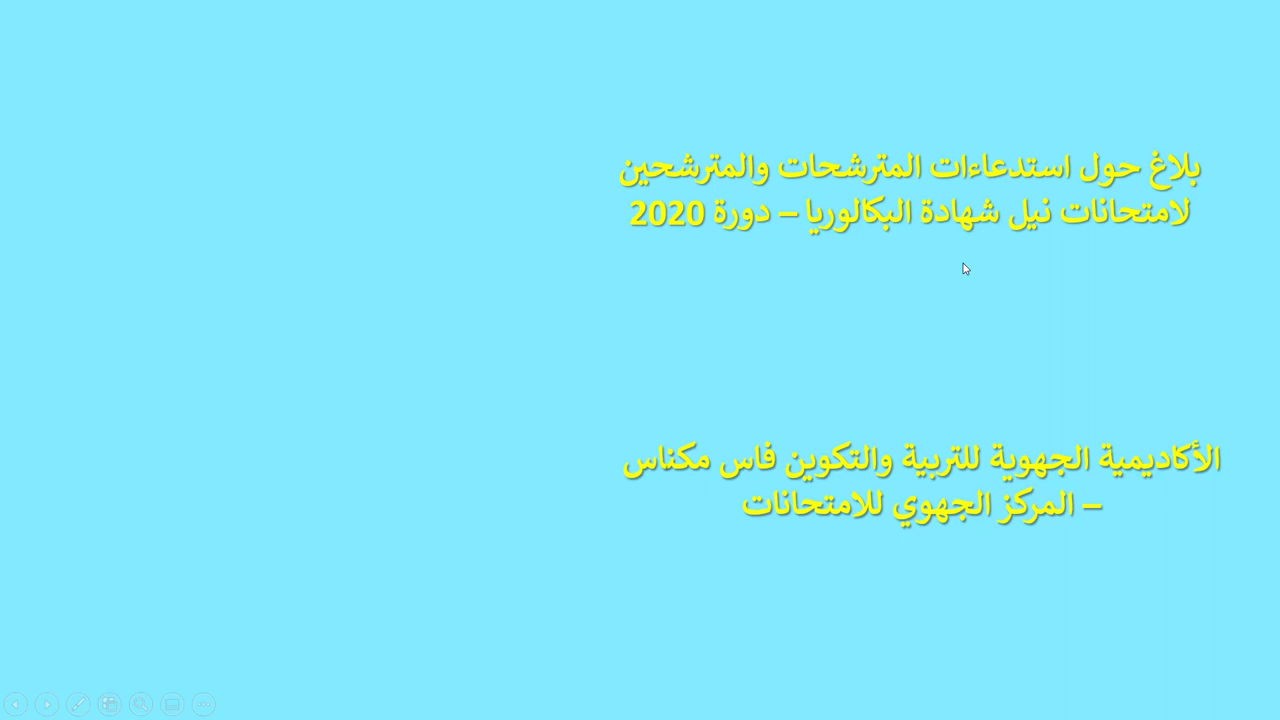 بلاغ حول استدعاءات المترشحات والمترشحين
لامتحانات نيل شهادة البكالوريا – دورة 2020
الأكاديمية الجهوية للتربية والتكوين فاس مكناس
– المركز الجهوي للامتحانات